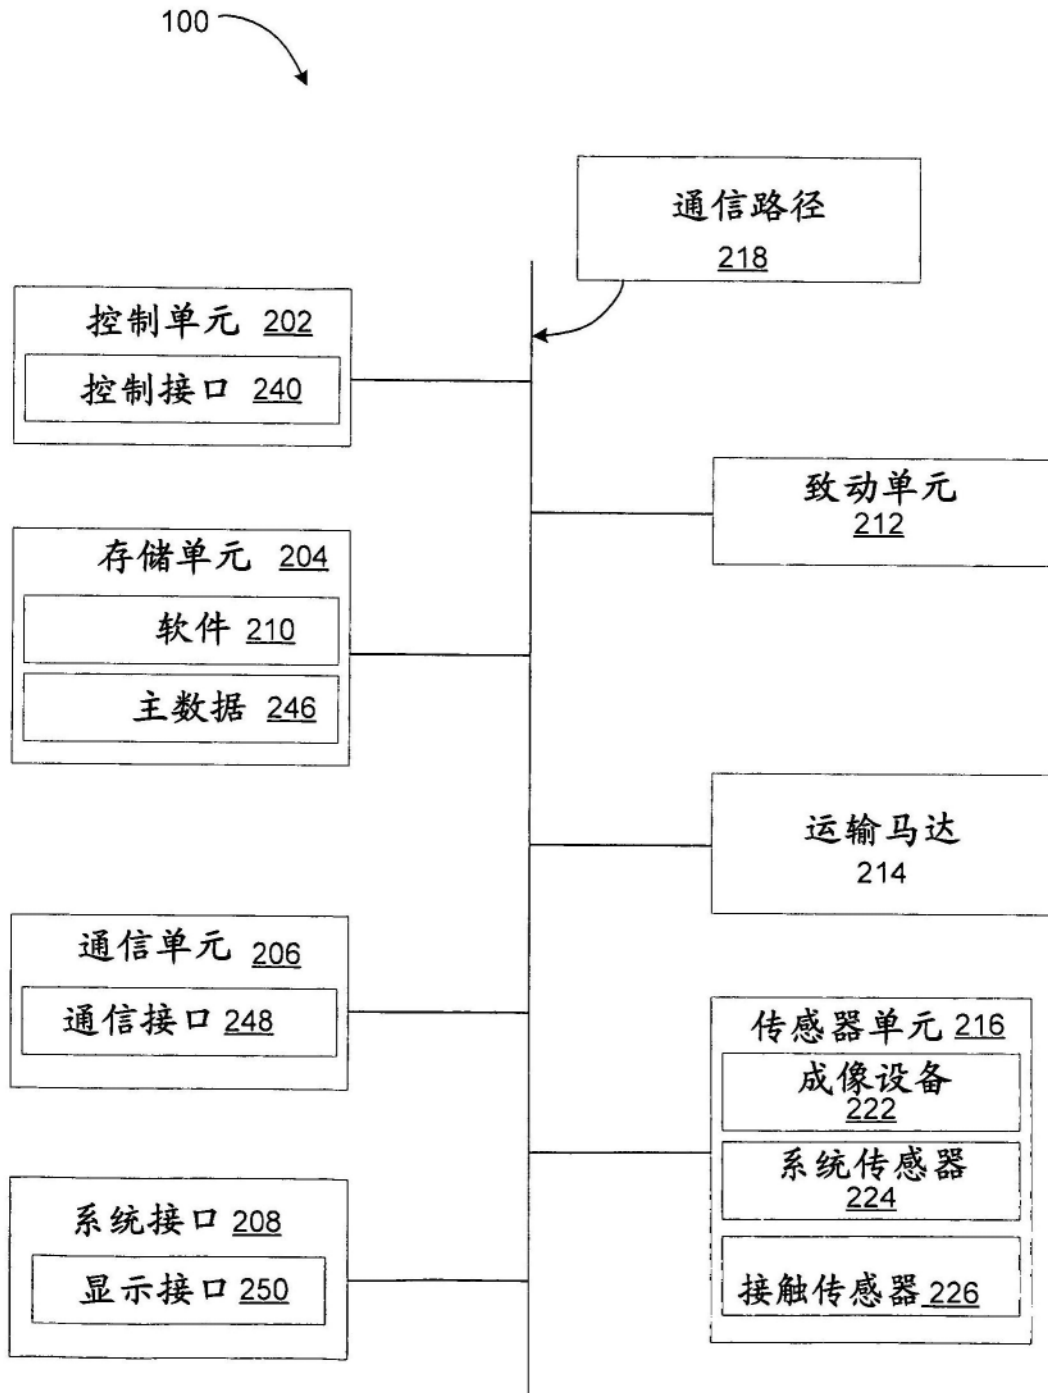 100
通信路径
218
控制单元 202
控制接口 240
致动单元
212
存储单元 204
软件 210
主数据 246
运输马达
214
通信单元 206
通信接口 248
传感器单元 216
成像设备
222
系统传感器
224
接触传感器 226
系统接口 208
显示接口 250